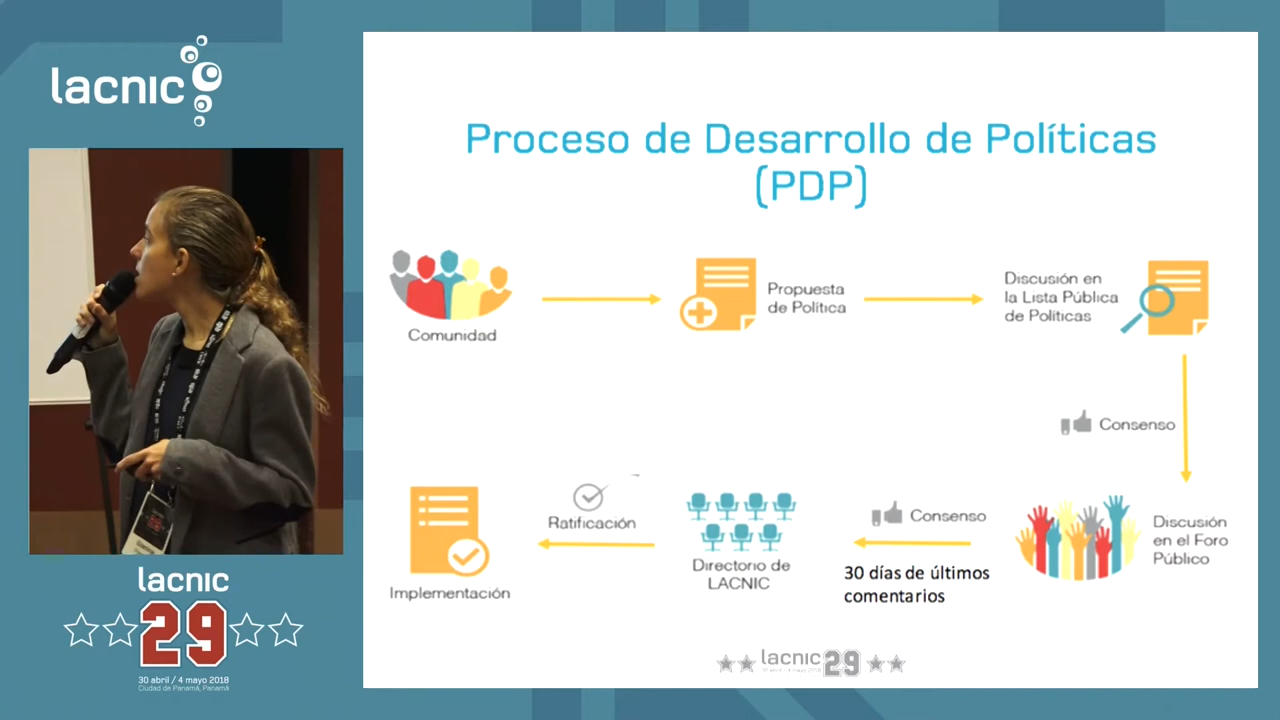 lacnic
lacnic
29
30 abril / 4 mayo 2018
Ciudad de Panamá, Panamá
Proceso de Desarrollo de Políticas
(PDP)
Comunidad
Propuesta
de Política
Discusión en
la Lista Pública
de Políticas
Consenso
Discusión
en el Foro
Público
Consenso
30 días de últimos
comentarios
Directorio de
LACNIC
Ratificación
Implementación
lacnic 29